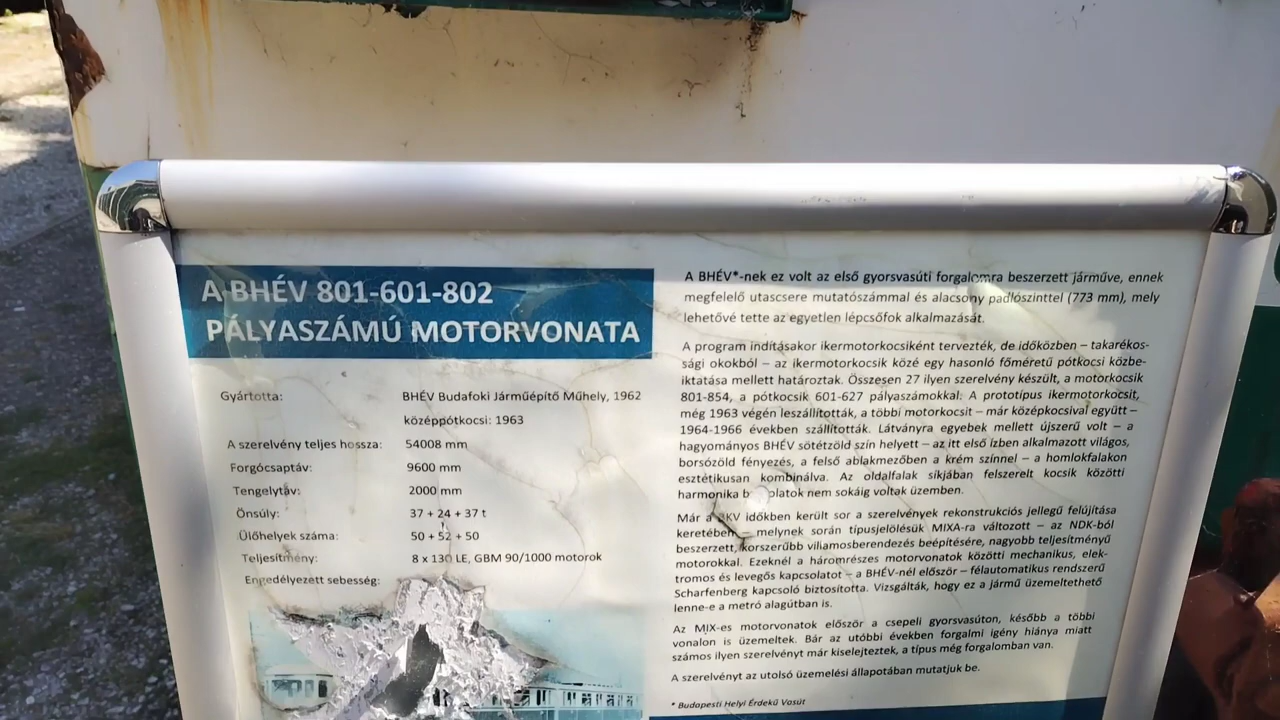 A BHÉV 801-601-802
PÁLYASZÁMÚ MOTORVONATA
Gyártotta: BHÉV Budafoki Járműépítő Műhely, 1962
középpótkocsi: 1963
A szerelvény teljes hossza: 54008 mm
Forgócsaptáv: 9600 mm
Tengelytáv: 2000 mm
Önsúly: 37 + 24 + 37 t
Ülőhelyek száma: 50 + 52 + 50
Teljesítmény: 8 x 130 LE, GBM 90/1000 motorok
Engedélyezett sebesség:
A BHÉV*-nek ez volt az első gyorsvasúti forgalomra beszerzett járműve, ennek
megfelelő utascsere mutatószámmal és alacsony padlószinttel (773 mm), mely
lehetővé tette az egyetlen lépcsőfok alkalmazását.
A program indításakor ikermotorkocsiként tervezték, de időközben – takarékos-
sági okokból – az ikermotorkocsik közé egy hasonló főméretű pótkocsi közbe-
iktatása mellett határoztak. Összesen 27 ilyen szerelvény készült, a motorkocsik
801-854, a pótkocsik 601-627 pályaszámokkal. A prototípus ikermotorkocsit,
még 1963 végén leszállították, a többi motorkocsit – már középkocsival együtt –
1964-1966 években szállították. Látványra egyebek mellett újszerű volt – a
hagyományos BHÉV sötétzöld szín helyett – az itt első ízben alkalmazott világos,
borsózöld fényezés, a felső ablakmezőben a krém színnel – a homlokfalakon
esztétikusan kombinálva. Az oldalfalak síkjában felszerelt kocsik közötti
harmonika b platok nem sokáig voltak üzemben.
Már a KV időkben került sor a szerelvények rekonstrukciós jellegű felújítása
keretében – melynek során típusjelölésük MIXA-ra változott – az NDK-ból
beszerzett, korszerűbb villamosberendezés beépítésére, nagyobb teljesítményű
motorokkal. Ezeknél a háromrészes motorvonatok közötti mechanikus, elek-
tromos és levegős kapcsolatot – a BHÉV-nél először – félautomatikus rendszerű
Scharfenberg kapcsoló biztosította. Vizsgálták, hogy ez a jármű üzemeltethető
lenne-e a metró alagútban is.
Az MIX-es motorvonatok először a csepeli gyorsvasúton, később a többi
vonalon is üzemeltek. Bár az utóbbi években forgalmi igény hiánya miatt
számos ilyen szerelvényt már kiselejteztek, a típus még forgalomban van.
A szerelvényt az utolsó üzemelési állapotában mutatjuk be.
* Budapesti Helyi Érdekű Vasút